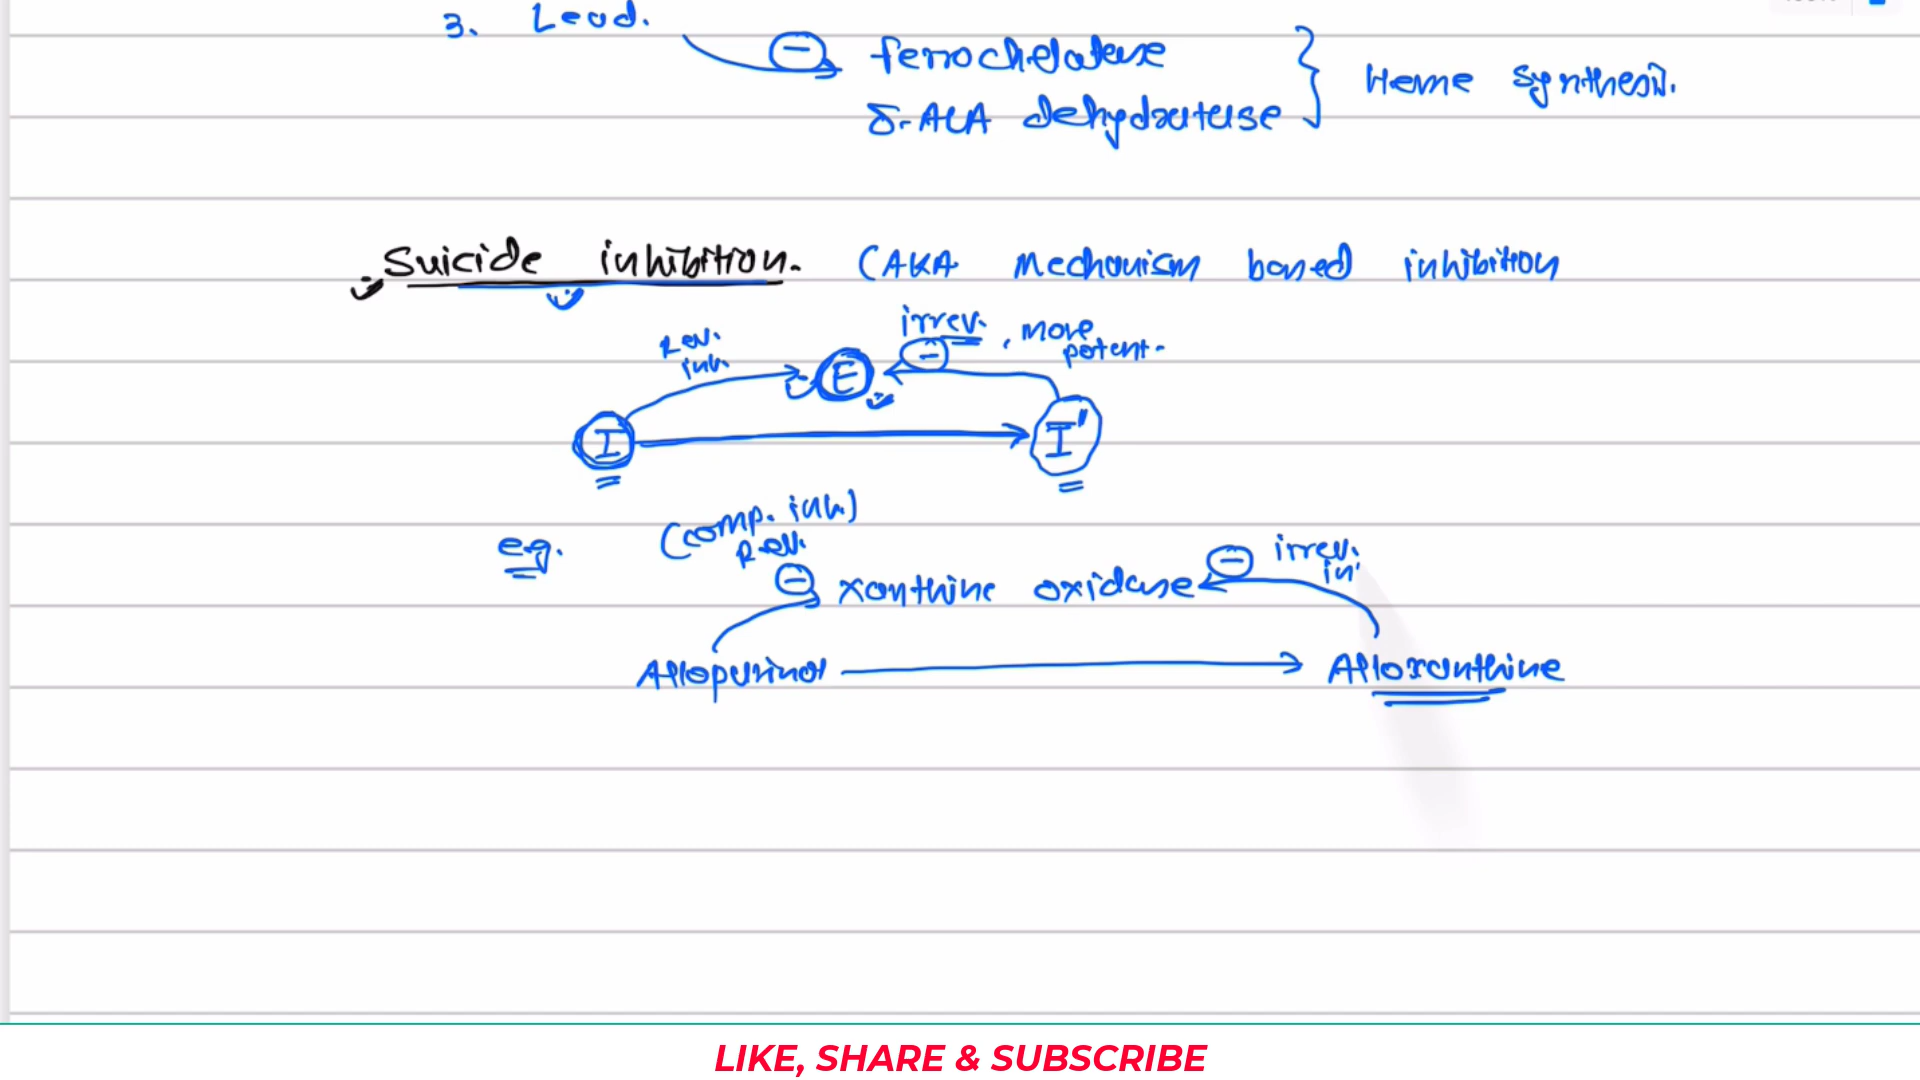 3. Lead.
⊖ ferrochelatase
δ-ALA dehydratase } Heme synthesis.
Suicide inhibition. (AKA Mechanism based inhibition
Rev. inh.
E
⊖ irrev. , more potent.
I
I"
e.g.
(comp. inh)
Rev.
⊖ xanthine oxidase ⊖ irrev. in
Allopurinol → Alloxanthine
LIKE, SHARE & SUBSCRIBE